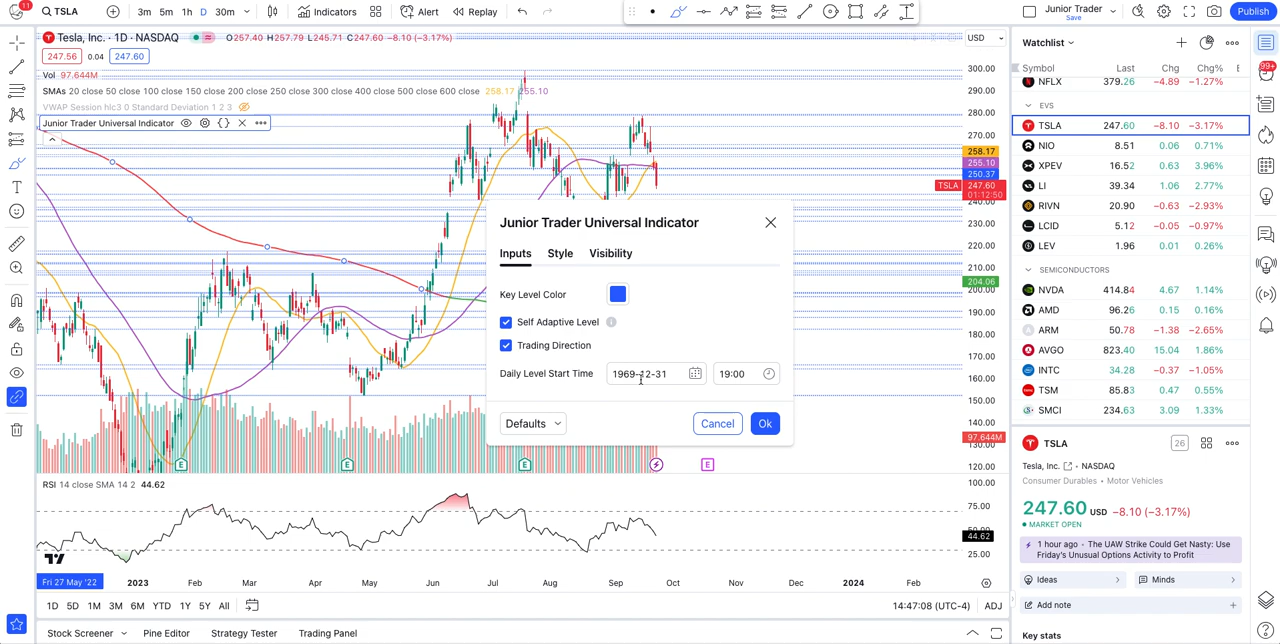 11
TSLA
3m 5m 1h D 30m
Indicators
Alert
Replay
Junior Trader
Save
Publish
Tesla, Inc. · 1D · NASDAQ
O257.40 H257.79 L245.71 C247.60 −8.10 (−3.17%)
USD
247.56 0.04 247.60
Vol 97.644M
SMAs 20 close 50 close 100 close 150 close 200 close 250 close 300 close 400 close 500 close 600 close 258.17 255.10
VWAP Session hlc3 0 Standard Deviation 1 2 3
Junior Trader Universal Indicator
300.00
290.00
280.00
270.00
258.17
255.10
250.37
TSLA 247.60
01:12:50
240.00
230.00
220.00
210.00
204.06
200.00
190.00
180.00
170.00
160.00
150.00
140.00
130.00
97.644M
120.00
Junior Trader Universal Indicator
Inputs Style Visibility
Key Level Color
Self Adaptive Level
Trading Direction
Daily Level Start Time 1969-12-31 19:00
Defaults Cancel Ok
E E E E
RSI 14 close SMA 14 2 44.62
100.00
75.00
50.00
44.62
25.00
Fri 27 May '22 2023 Feb Mar Apr May Jun Jul Aug Sep Oct Nov Dec 2024 Feb
1D 5D 1M 3M 6M YTD 1Y 5Y All
14:47:08 (UTC-4) ADJ
Stock Screener Pine Editor Strategy Tester Trading Panel
Watchlist
Symbol Last Chg Chg%
NFLX 379.26 −4.89 −1.27%
EVS
TSLA 247.60 −8.10 −3.17%
NIO 8.51 0.06 0.71%
XPEV 16.52 0.63 3.96%
LI 39.34 1.06 2.77%
RIVN 20.90 −0.63 −2.93%
LCID 5.12 −0.05 −0.97%
LEV 1.96 0.01 0.26%
SEMICONDUCTORS
NVDA 414.84 4.67 1.14%
AMD 96.26 0.15 0.16%
ARM 50.78 −1.38 −2.65%
AVGO 823.40 15.04 1.86%
INTC 34.28 −0.37 −1.05%
TSM 85.83 0.47 0.55%
SMCI 234.63 3.09 1.33%
TSLA
26
Tesla, Inc. • NASDAQ
Consumer Durables • Motor Vehicles
247.60 USD −8.10 (−3.17%)
MARKET OPEN
1 hour ago • The UAW Strike Could Get Nasty: Use
Friday's Unusual Options Activity to Profit
Ideas
Minds
Add note
Key stats
99+